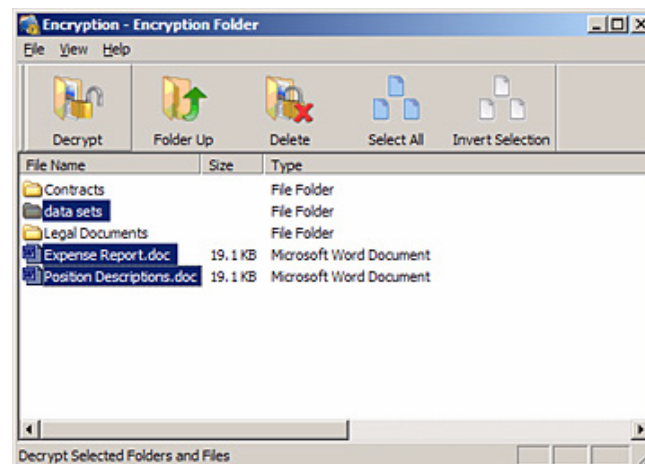 Encryption - Encryption Folder
File View Help
Decrypt Folder Up Delete Select All Invert Selection
File Name Size Type
Contracts File Folder
data sets File Folder
Legal Documents File Folder
Expense Report.doc 19.1 KB Microsoft Word Document
Position Descriptions.doc 19.1 KB Microsoft Word Document
Decrypt Selected Folders and Files